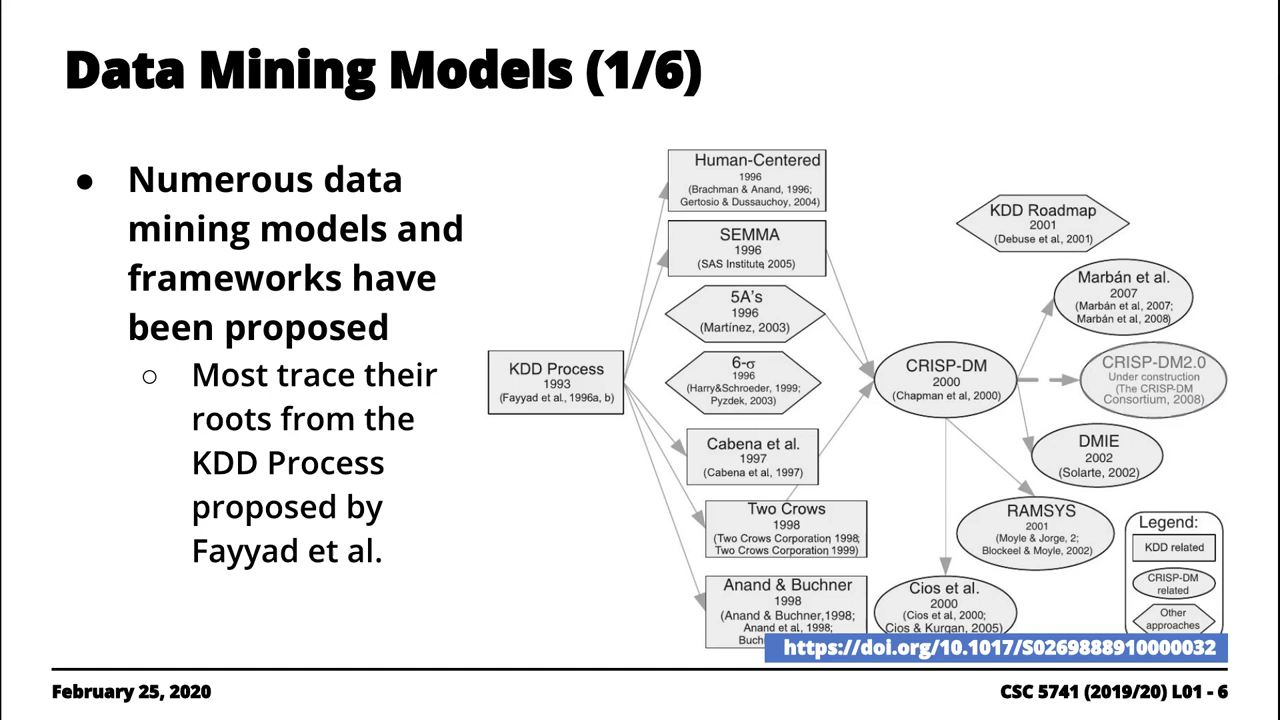 Data Mining Models (1/6)
● Numerous data
mining models and
frameworks have
been proposed
○ Most trace their
roots from the
KDD Process
proposed by
Fayyad et al.
KDD Process
1993
(Fayyad et al., 1996a, b)
Human-Centered
1996
(Brachman & Anand, 1996;
Gertosio & Dussauchoy, 2004)
SEMMA
1996
(SAS Institute, 2005)
5A's
1996
(Martínez, 2003)
6-σ
1996
(Harry&Schroeder, 1999;
Pyzdek, 2003)
Cabena et al.
1997
(Cabena et al, 1997)
Two Crows
1998
(Two Crows Corporation 1998;
Two Crows Corporation 1999)
Anand & Buchner
1998
(Anand & Buchner,1998;
Anand et al, 1998;
CRISP-DM
2000
(Chapman et al, 2000)
KDD Roadmap
2001
(Debuse et al, 2001)
Marbán et al.
2007
(Marbán et al, 2007;
Marbán et al, 2008)
CRISP-DM2.0
Under construction
(The CRISP-DM
Consortium, 2008)
DMIE
2002
(Solarte, 2002)
RAMSYS
2001
(Moyle & Jorge, 2;
Blockeel & Moyle, 2002)
Cios et al.
2000
(Cios et al, 2000;
Cios & Kurgan, 2005)
Legend:
KDD related
CRISP-DM
related
Other
approaches
https://doi.org/10.1017/S0269888910000032
February 25, 2020
CSC 5741 (2019/20) L01 - 6